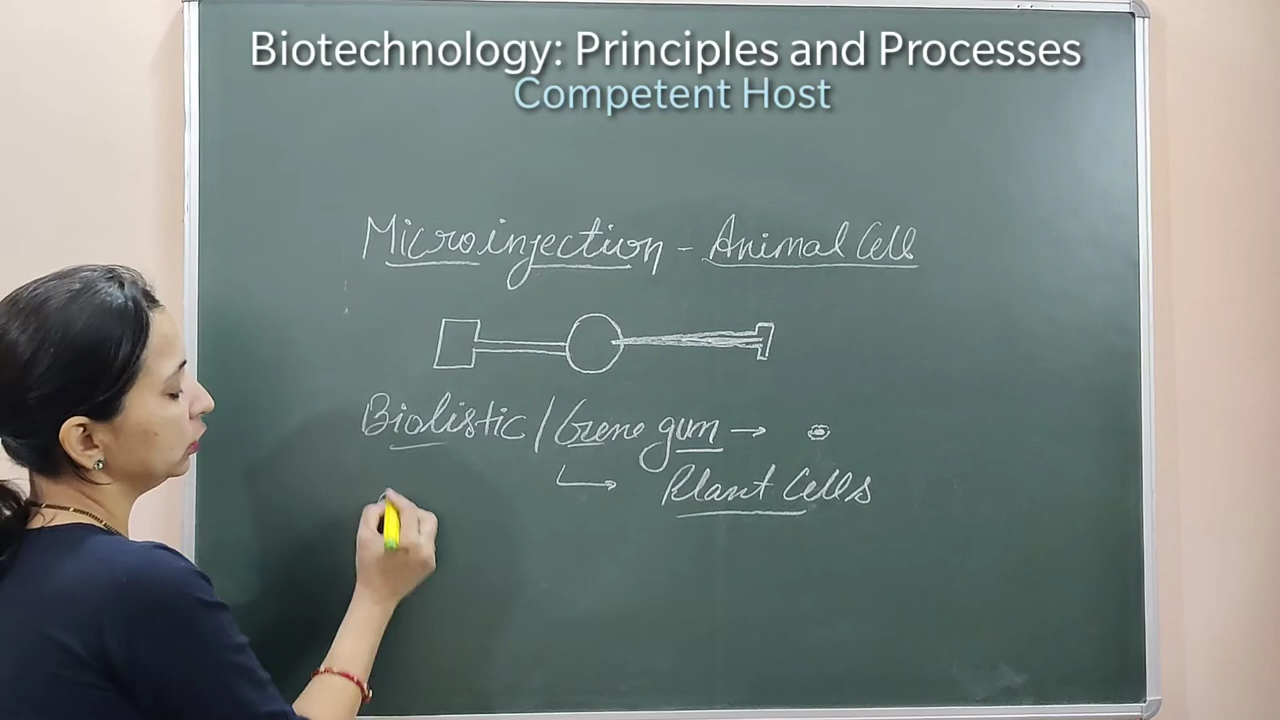 Biotechnology: Principles and Processes
Competent Host
Microinjection - Animal Cell
Biolistic / Gene gun →
Plant Cells